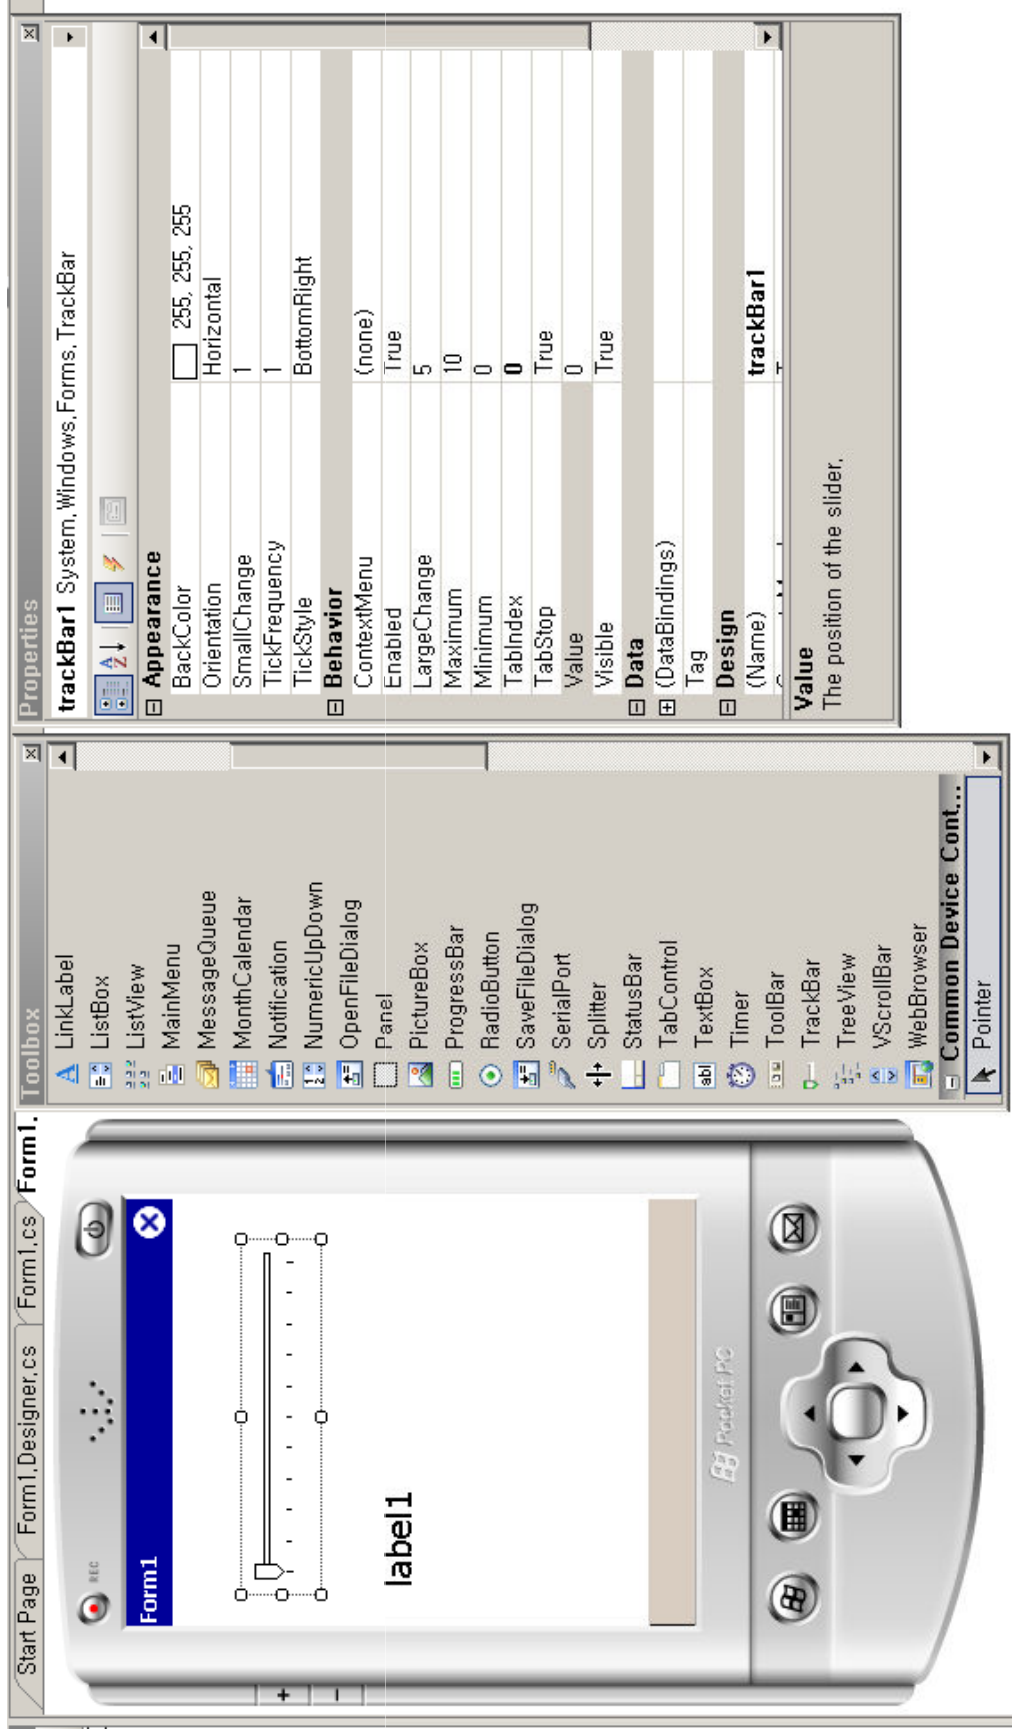 Start Page
Form1.Designer.cs
Form1.cs
Form1.
REC
Form1
label1
Pocket PC
Toolbox
LinkLabel
ListBox
ListView
MainMenu
MessageQueue
MonthCalendar
Notification
NumericUpDown
OpenFileDialog
Panel
PictureBox
ProgressBar
RadioButton
SaveFileDialog
SerialPort
Splitter
StatusBar
TabControl
TextBox
Timer
ToolBar
TrackBar
TreeView
VScrollBar
WebBrowser
Common Device Cont...
Pointer
Properties
trackBar1 System.Windows.Forms.TrackBar
Appearance
BackColor 255, 255, 255
Orientation Horizontal
SmallChange 1
TickFrequency 1
TickStyle BottomRight
Behavior
ContextMenu (none)
Enabled True
LargeChange 5
Maximum 10
Minimum 0
TabIndex 0
TabStop True
Value 0
Visible True
Data
(DataBindings)
Tag
Design
(Name) trackBar1
Value
The position of the slider.